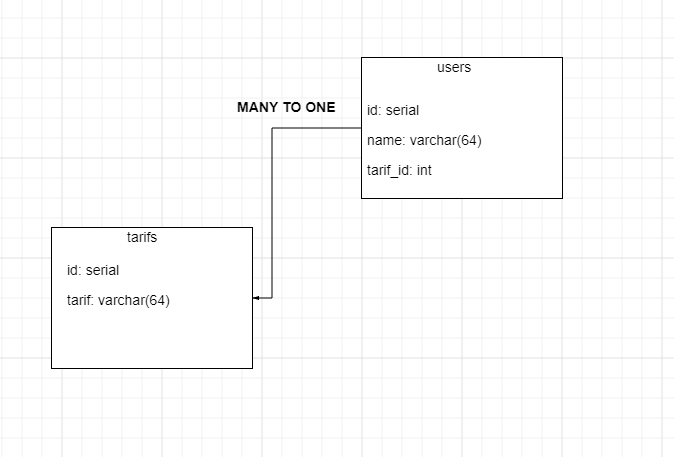 users
MANY TO ONE
id: serial
name: varchar(64)
tarif_id: int
tarifs
id: serial
tarif: varchar(64)